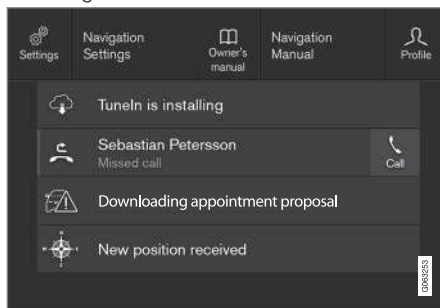 Settings
Navigation
Settings
Owner's
manual
Navigation
Manual
Profile
TuneIn is installing
Sebastian Petersson
Missed call
Call
Downloading appointment proposal
New position received
G063253